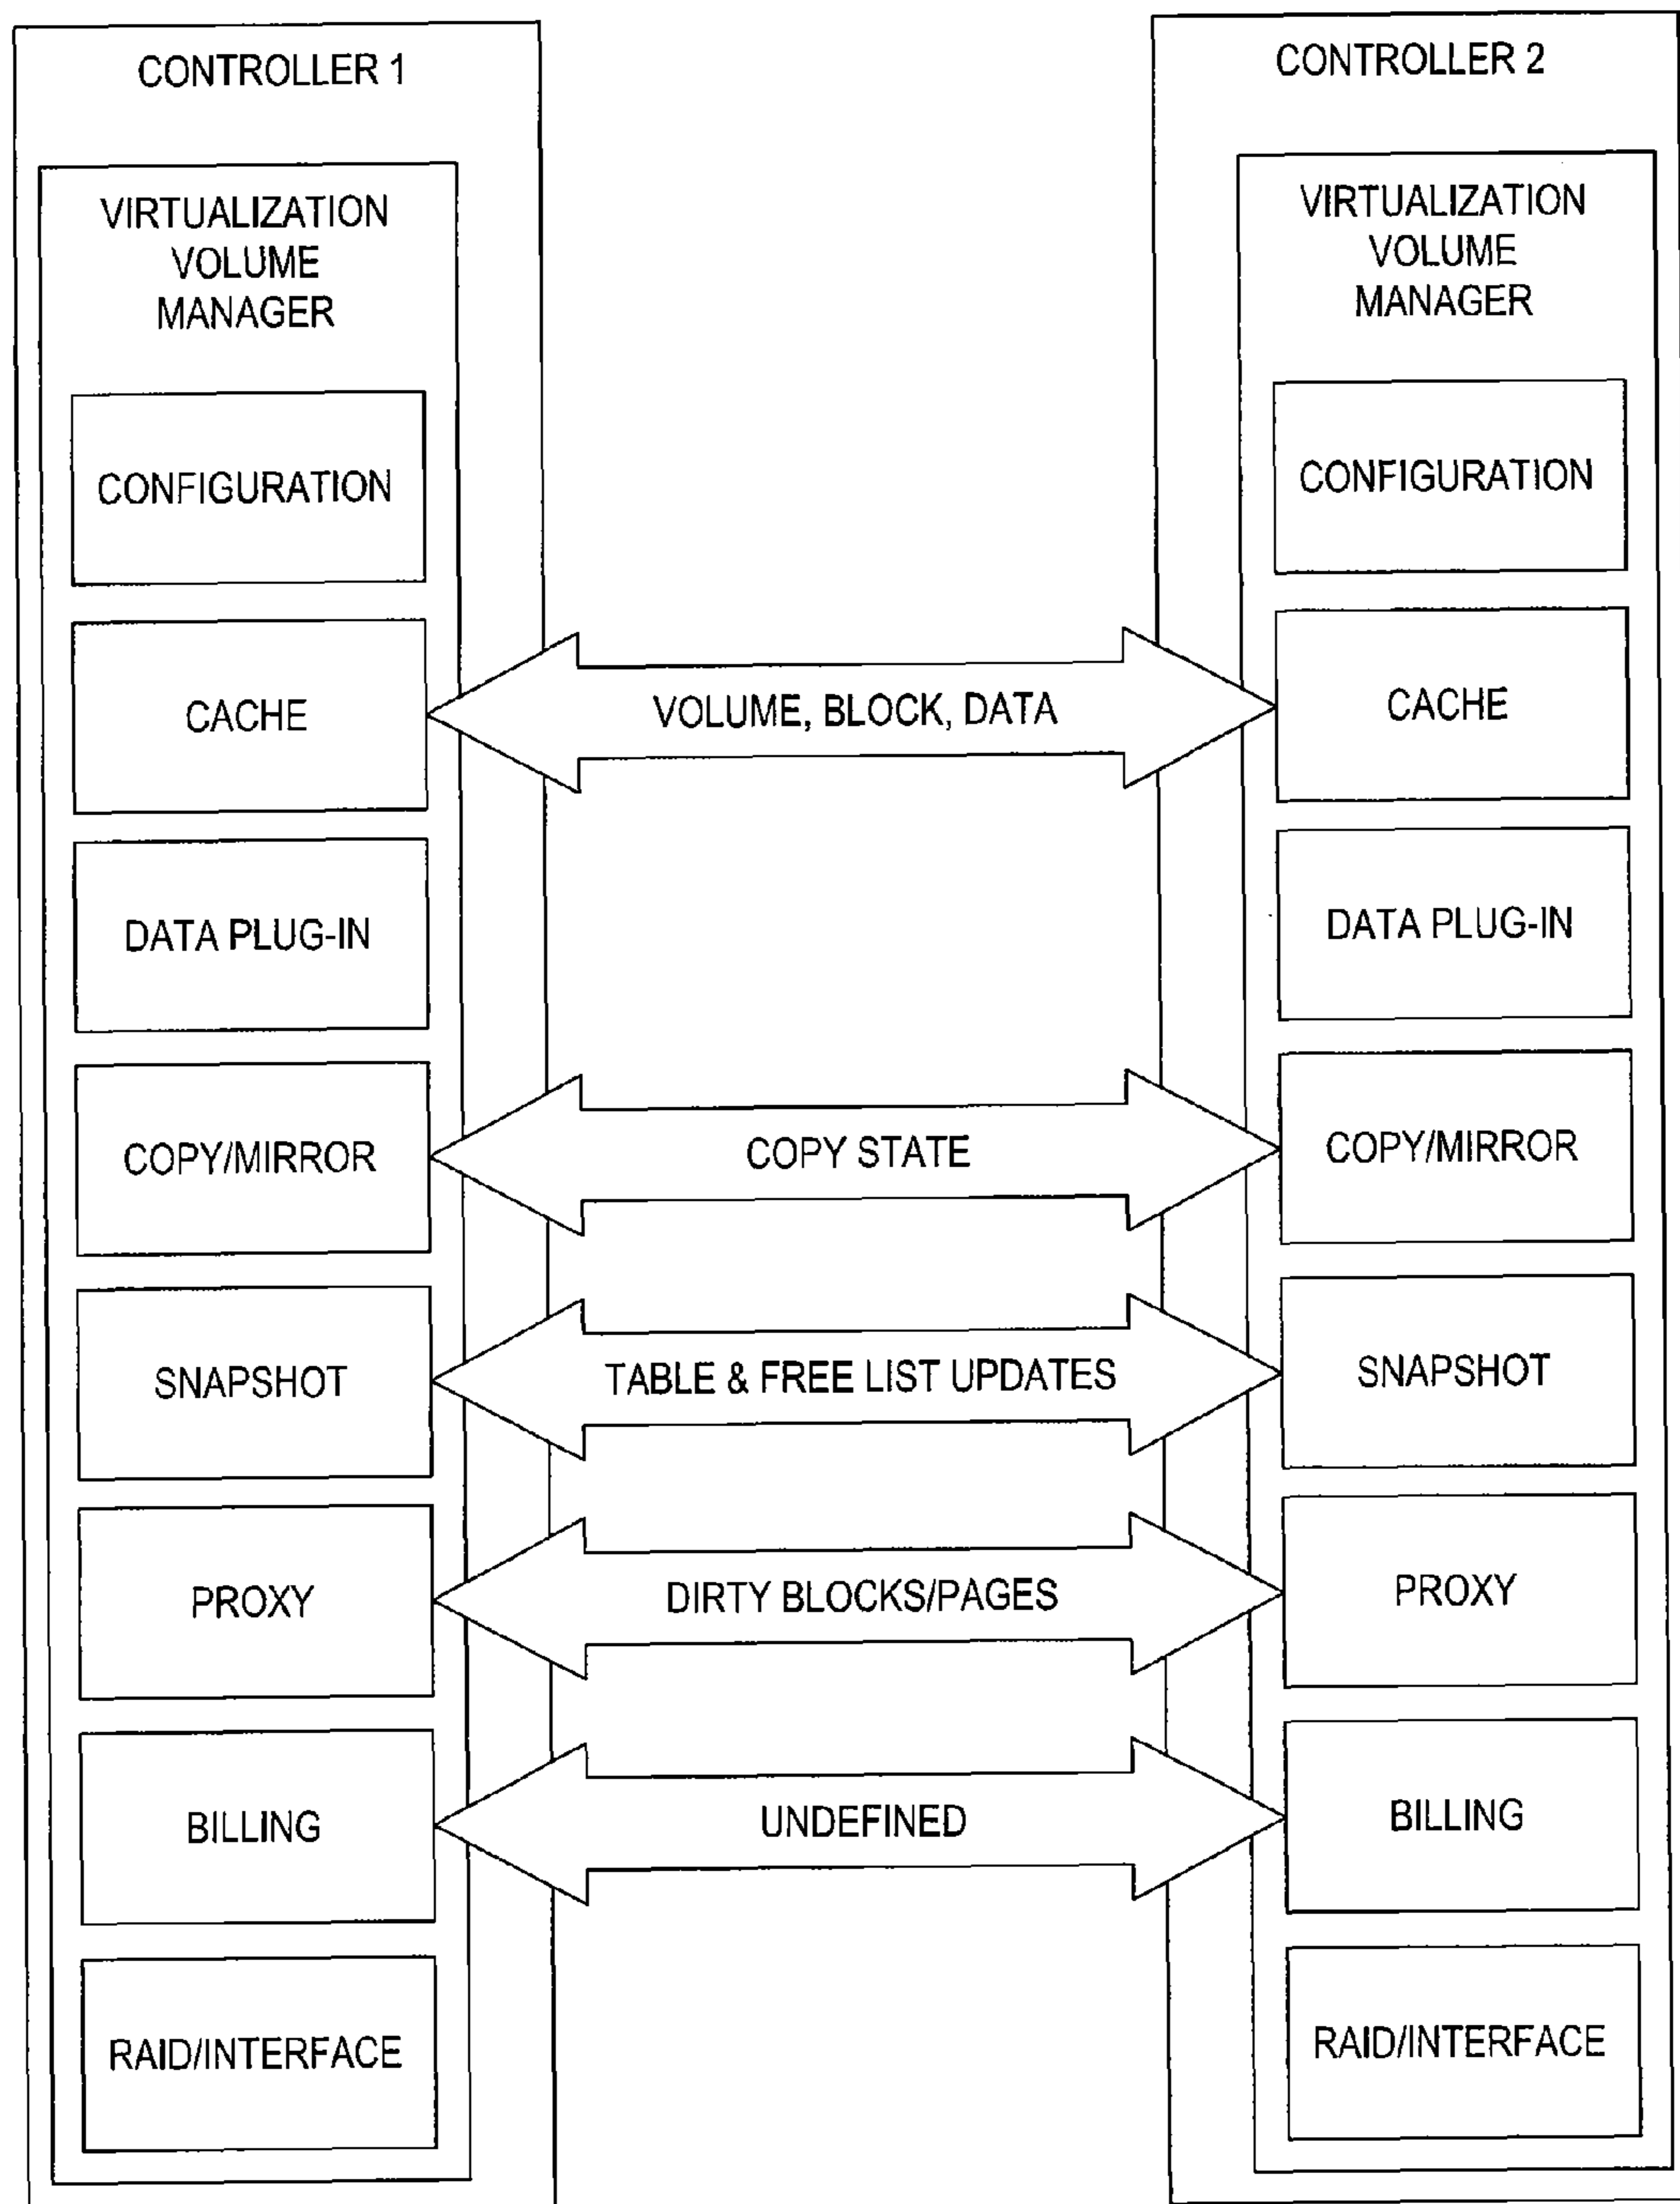 CONTROLLER 1
CONTROLLER 2
VIRTUALIZATION
VOLUME
MANAGER
VIRTUALIZATION
VOLUME
MANAGER
CONFIGURATION
CONFIGURATION
CACHE
VOLUME, BLOCK, DATA
CACHE
DATA PLUG-IN
DATA PLUG-IN
COPY/MIRROR
COPY STATE
COPY/MIRROR
SNAPSHOT
TABLE & FREE LIST UPDATES
SNAPSHOT
PROXY
DIRTY BLOCKS/PAGES
PROXY
BILLING
UNDEFINED
BILLING
RAID/INTERFACE
RAID/INTERFACE